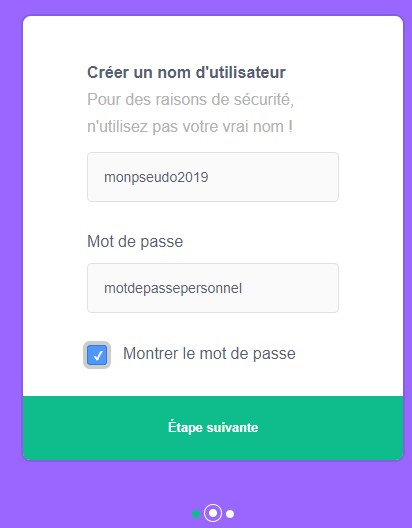 Créer un nom d'utilisateur
Pour des raisons de sécurité,
n'utilisez pas votre vrai nom !
monpseudo2019
Mot de passe
motdepassepersonnel
Montrer le mot de passe
Étape suivante